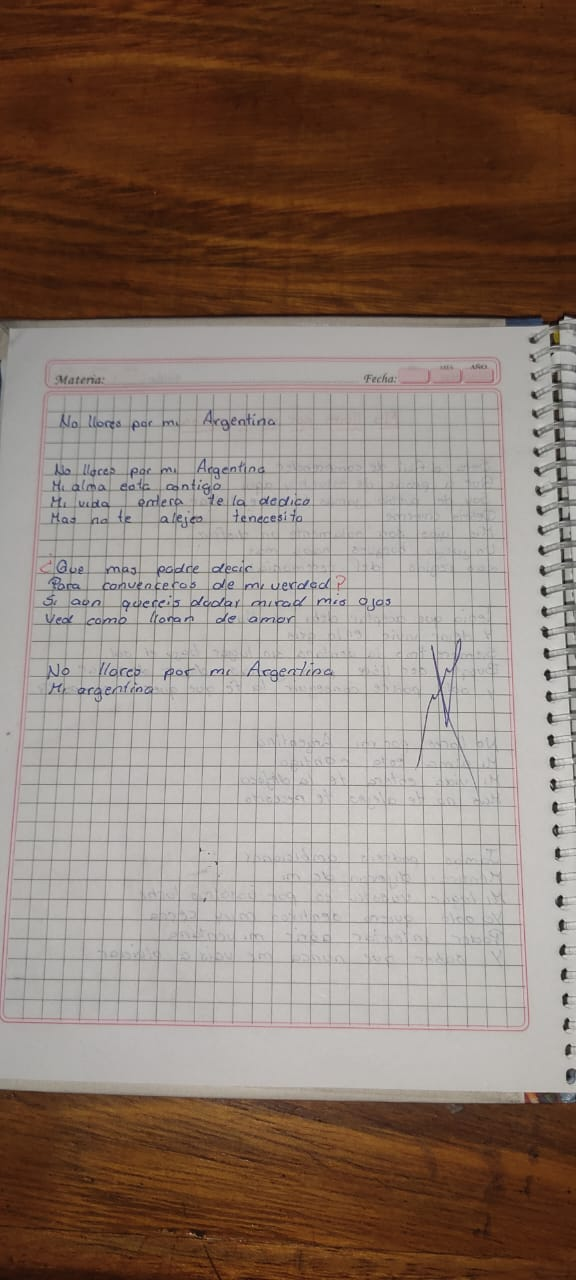 Materia:
Fecha:
MES
AÑO
No llores por mi Argentina
No llores por mi Argentina
Mi alma esta contigo
Mi vida entera te la dedico
Mas no te alejes tenecesito
¿Que mas podre decir
Para convenceros de mi verdad?
Si aun quereis dudar mirad mis ojos
Ved como lloran de amor
No llores por mi Argentina
Mi argentina